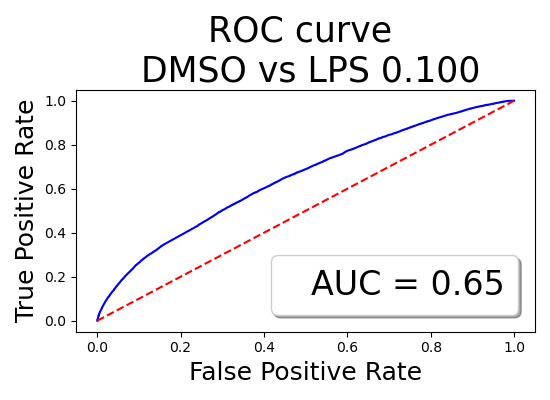 ROC curve
DMSO vs LPS 0.100
True Positive Rate
1.0
0.8
0.6
0.4
0.2
0.0
AUC = 0.65
0.0 0.2 0.4 0.6 0.8 1.0
False Positive Rate